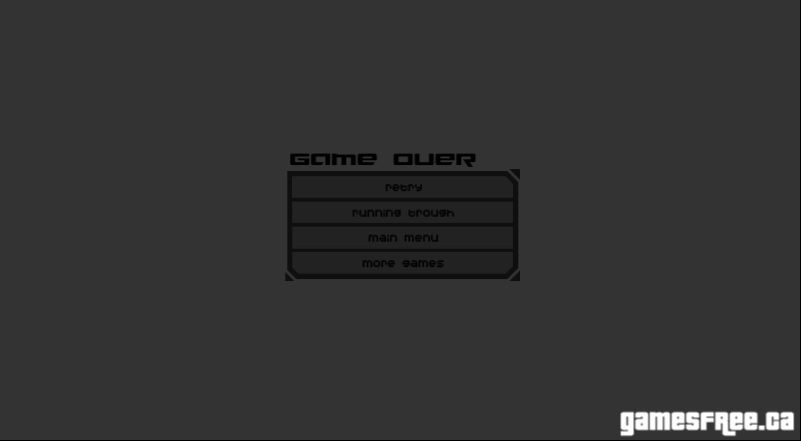 GAME OVER
retry
running trough
main menu
more games
gamesfree.ca